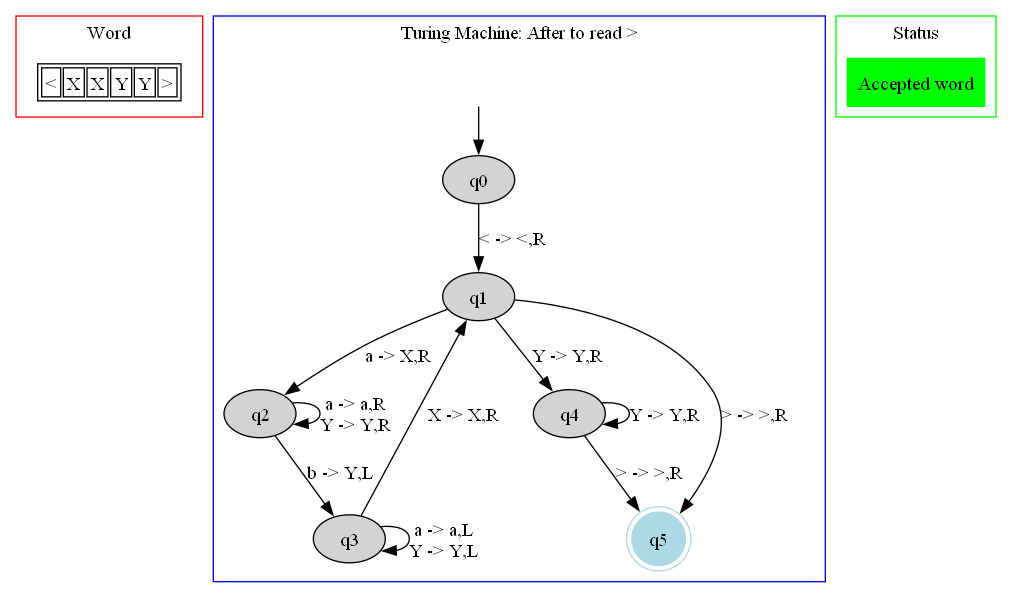 Word
< X X Y Y >
Turing Machine: After to read >
Status
Accepted word
q0
< -> <,R
q1
a -> X,R
Y -> Y,R
X -> X,R
> -> >,R
q2
a -> a,R
Y -> Y,R
q4
Y -> Y,R
b -> Y,L
> -> >,R
q3
a -> a,L
Y -> Y,L
q5